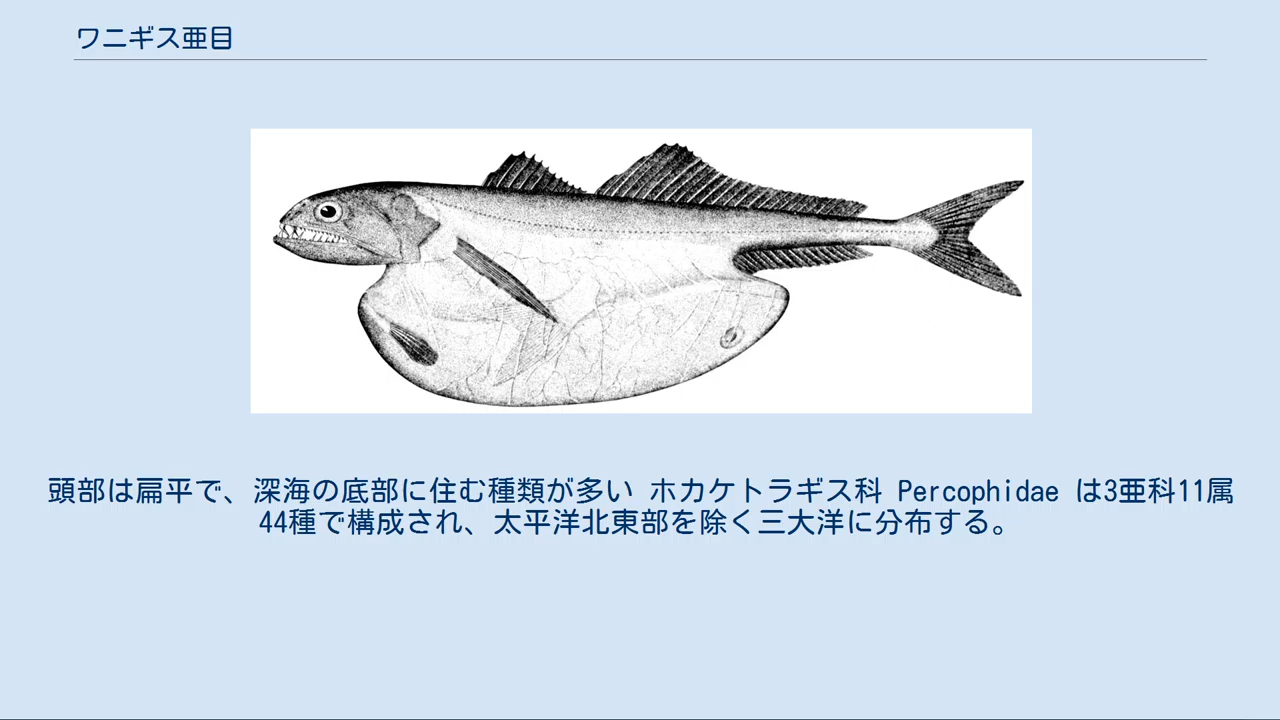 ワニギス亜目
頭部は扁平で、深海の底部に住む種類が多い ホカケトラギス科 Percophidae は3亜科11属
44種で構成され、太平洋北東部を除く三大洋に分布する。